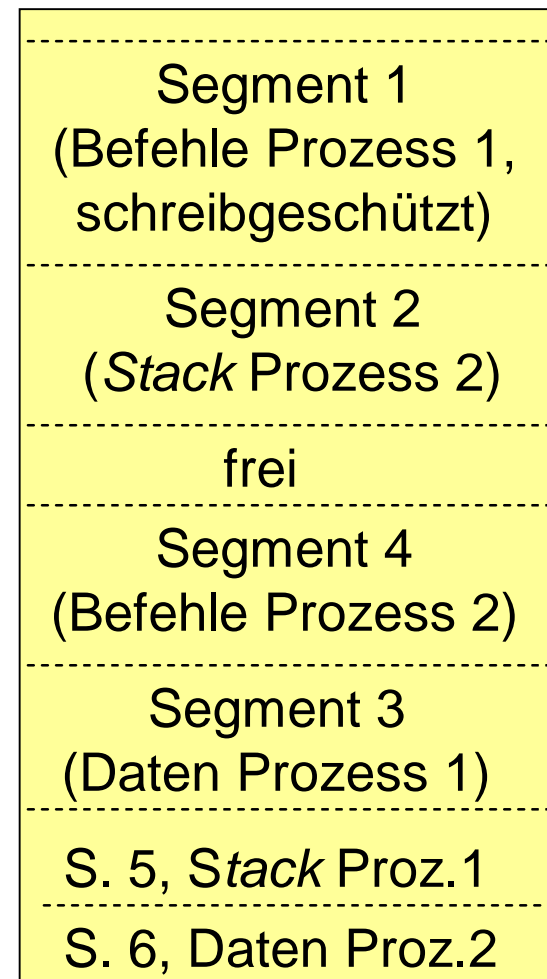 Segment 1
(Befehle Prozess 1,
schreibgeschützt)
Segment 2
(Stack Prozess 2)
frei
Segment 4
(Befehle Prozess 2)
Segment 3
(Daten Prozess 1)
S. 5, Stack Proz.1
S. 6, Daten Proz.2